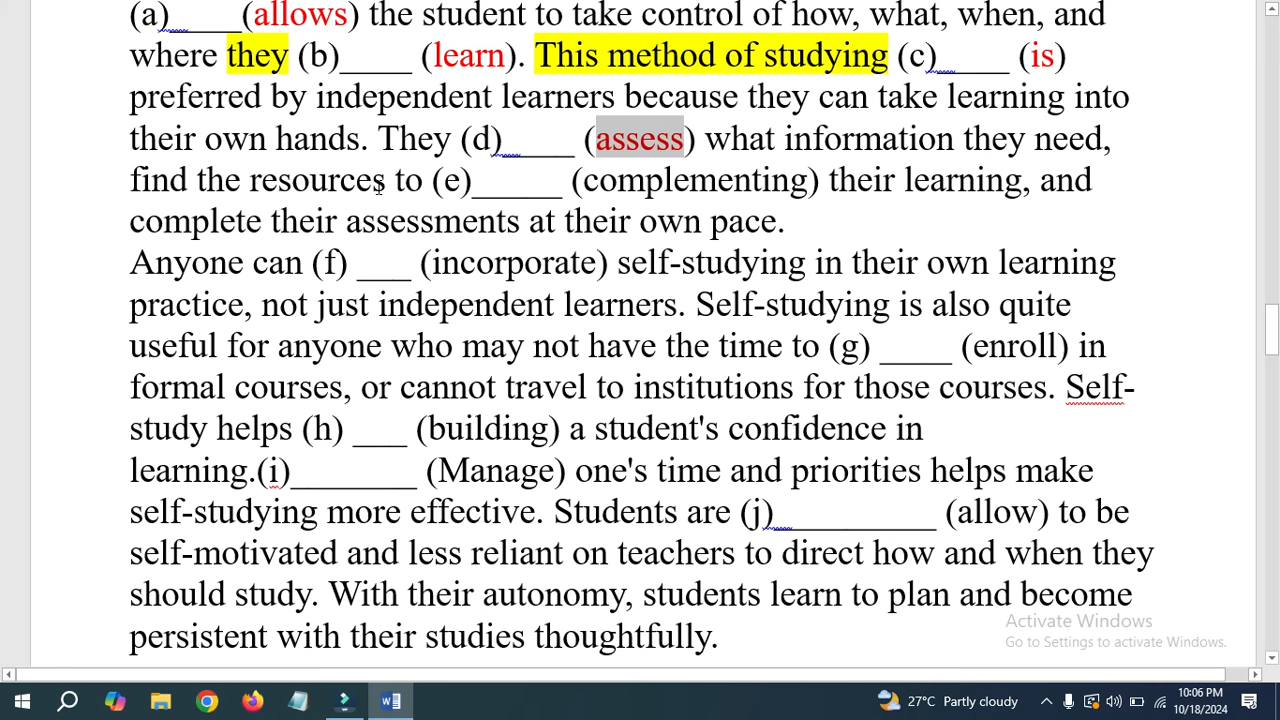 (a)____(allows) the student to take control of how, what, when, and
where they (b)____ (learn). This method of studying (c)____ (is)
preferred by independent learners because they can take learning into
their own hands. They (d)____ (assess) what information they need,
find the resources to (e)_____ (complementing) their learning, and
complete their assessments at their own pace.
Anyone can (f) ___ (incorporate) self-studying in their own learning
practice, not just independent learners. Self-studying is also quite
useful for anyone who may not have the time to (g) ____ (enroll) in
formal courses, or cannot travel to institutions for those courses. Self-
study helps (h) ___ (building) a student's confidence in
learning.(i)_______ (Manage) one's time and priorities helps make
self-studying more effective. Students are (j)_________ (allow) to be
self-motivated and less reliant on teachers to direct how and when they
should study. With their autonomy, students learn to plan and become
persistent with their studies thoughtfully.
Activate Windows
Go to Settings to activate Windows.
27°C Partly cloudy
10:06 PM
10/18/2024